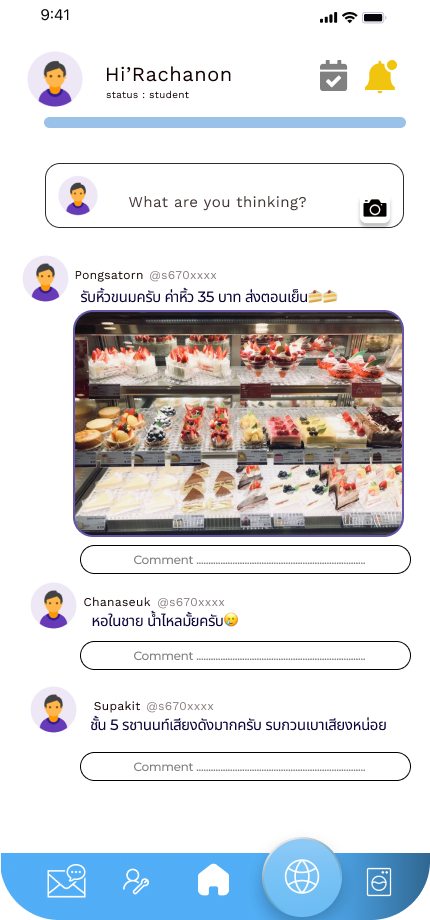 9:41
Hi’Rachanon
status : student
What are you thinking?
Pongsatorn @s670xxxx
รับหิ้วขนมครับ ค่าหิ้ว 35 บาท ส่งตอนเย็น🍰🍰
Comment ................................................................................
Chanaseuk @s670xxxx
หอในชาย น้ำไหลมั้ยครับ🥲
Comment ................................................................................
Supakit @s670xxxx
ชั้น 5 รชานนท์เสียงดังมากครับ รบกวนเบาเสียงหน่อย
Comment ................................................................................